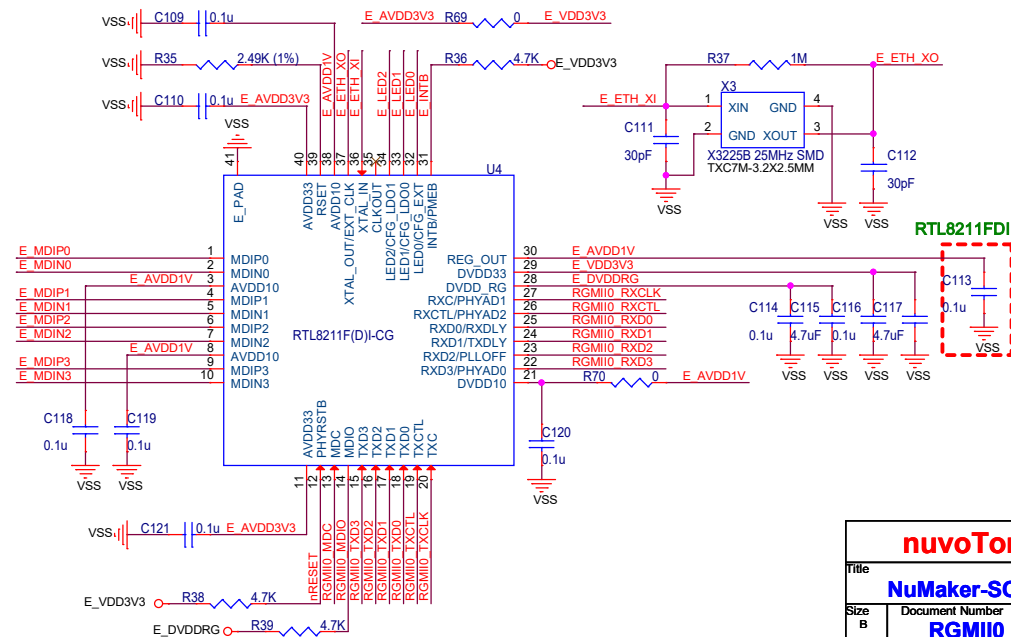 VSS C109 0.1u
E_AVDD3V3 R69 0 E_VDD3V3
VSS R35 2.49K (1%)
R36 4.7K E_VDD3V3
VSS C110 0.1u E_AVDD3V3
E_AVDD1V
E_ETH_XO
E_ETH_XI
E_LED2
E_LED1
E_LED0
E_INTB
R37 1M
E_ETH_XO
E_ETH_XI
X3
1 XIN GND 4
2 GND XOUT 3
C111
30pF
X3225B 25MHz SMD
TXC7M-3.2X2.5MM
C112
30pF
VSS
VSS
VSS
VSS
41
40
39
38
37
36
35
34
33
32
31
U4
E_PAD
AVDD33
RSET
AVDD10
XTAL_OUT/EXT_CLK
XTAL_IN
CLKOUT
LED2/CFG_LDO1
LED1/CFG_LDO0
LED0/CFG_EXT
INTB/PMEB
E_MDIP0 1 MDIP0
E_MDIN0 2 MDIN0
E_AVDD1V 3 AVDD10
E_MDIP1 4 MDIP1
E_MDIN1 5 MDIN1
E_MDIP2 6 MDIP2
E_MDIN2 7 MDIN2
E_AVDD1V 8 AVDD10
E_MDIP3 9 MDIP3
E_MDIN3 10 MDIN3
RTL8211F(D)I-CG
REG_OUT 30 E_AVDD1V
DVDD33 29 E_VDD3V3
DVDD_RG 28 E_DVDDRG
RXC/PHYAD1 27 RGMII0_RXCLK
RXCTL/PHYAD2 26 RGMII0_RXCTL
RXD0/RXDLY 25 RGMII0_RXD0
RXD1/TXDLY 24 RGMII0_RXD1
RXD2/PLLOFF 23 RGMII0_RXD2
RXD3/PHYAD0 22 RGMII0_RXD3
DVDD10 21 R70 0 E_AVDD1V
RTL8211FDI
C113
0.1u
VSS
C114 C115 C116 C117
0.1u 4.7uF 0.1u 4.7uF
VSS VSS VSS VSS
C118
0.1u
VSS
C119
0.1u
VSS
C120
0.1u
VSS
AVDD33
PHYRSTB
MDC
MDIO
TXD3
TXD2
TXD1
TXD0
TXCTL
TXC
11
12
13
14
15
16
17
18
19
20
VSS C121 0.1u E_AVDD3V3
nRESET
RGMII0_MDC
RGMII0_MDIO
RGMII0_TXD3
RGMII0_TXD2
RGMII0_TXD1
RGMII0_TXD0
RGMII0_TXCTL
RGMII0_TXCLK
E_VDD3V3 R38 4.7K
E_DVDDRG R39 4.7K
nuvoTo
Title
NuMaker-SO
Size
B
Document Number
RGMII0